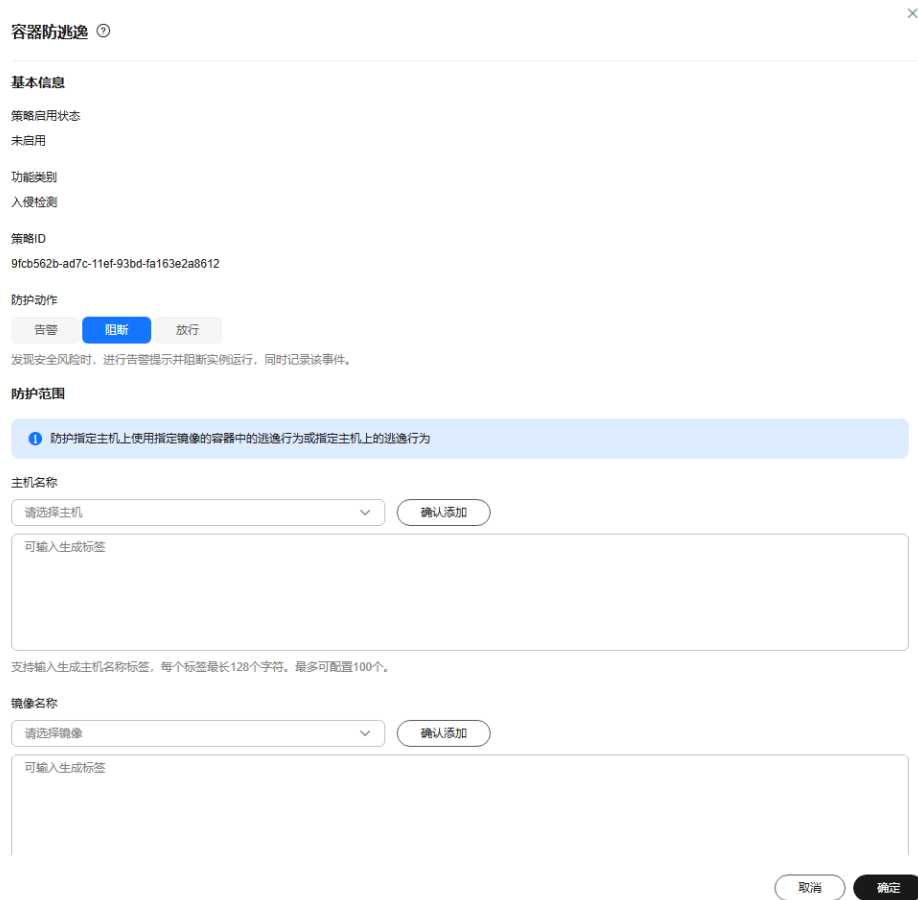 容器防逃逸
基本信息
策略启用状态
未启用
功能类别
入侵检测
策略ID
9fcb562b-ad7c-11ef-93bd-fa163e2a8612
防护动作
告警 阻断 放行
发现安全风险时，进行告警提示并阻断实例运行，同时记录该事件。
防护范围
防护指定主机上使用指定镜像的容器中的逃逸行为或指定主机上的逃逸行为
主机名称
请选择主机 确认添加
可输入生成标签
支持输入生成主机名称标签，每个标签最长128个字符。最多可配置100个。
镜像名称
请选择镜像 确认添加
可输入生成标签
取消 确定